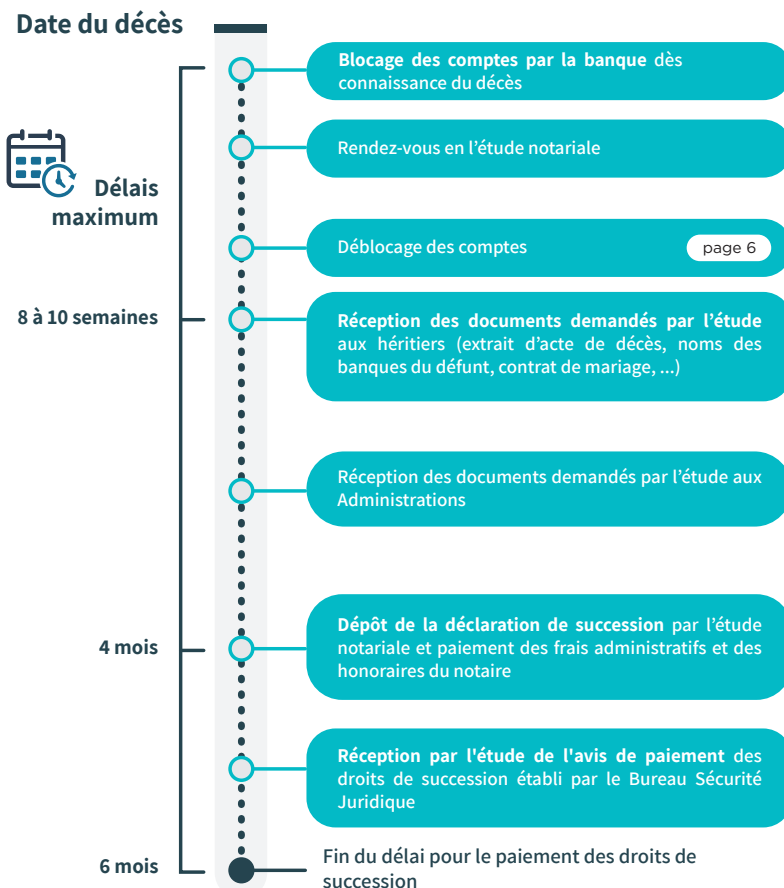 Date du décès
Blocage des comptes par la banque dès
connaissance du décès
Rendez-vous en l’étude notariale
Délais
maximum
Déblocage des comptes
page 6
8 à 10 semaines
Réception des documents demandés par l’étude
aux héritiers (extrait d’acte de décès, noms des
banques du défunt, contrat de mariage, ...)
Réception des documents demandés par l’étude aux
Administrations
4 mois
Dépôt de la déclaration de succession par l’étude
notariale et paiement des frais administratifs et des
honoraires du notaire
Réception par l'étude de l'avis de paiement des
droits de succession établi par le Bureau Sécurité
Juridique
6 mois
Fin du délai pour le paiement des droits de
succession